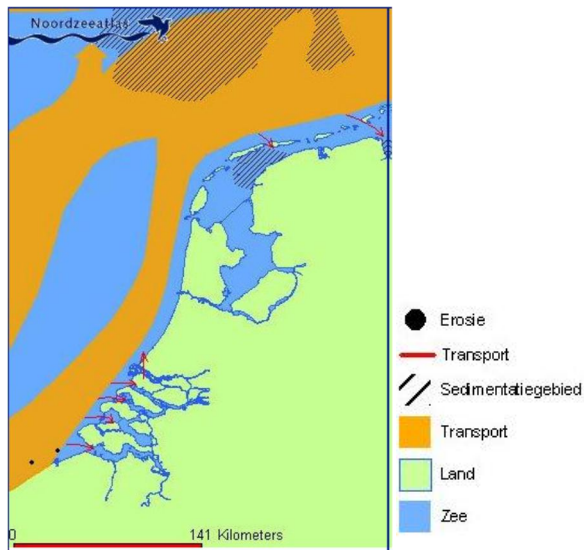 Noordzeeatlas
Erosie
Transport
Sedimentatiegebied
Transport
Land
Zee
0 141 Kilometers